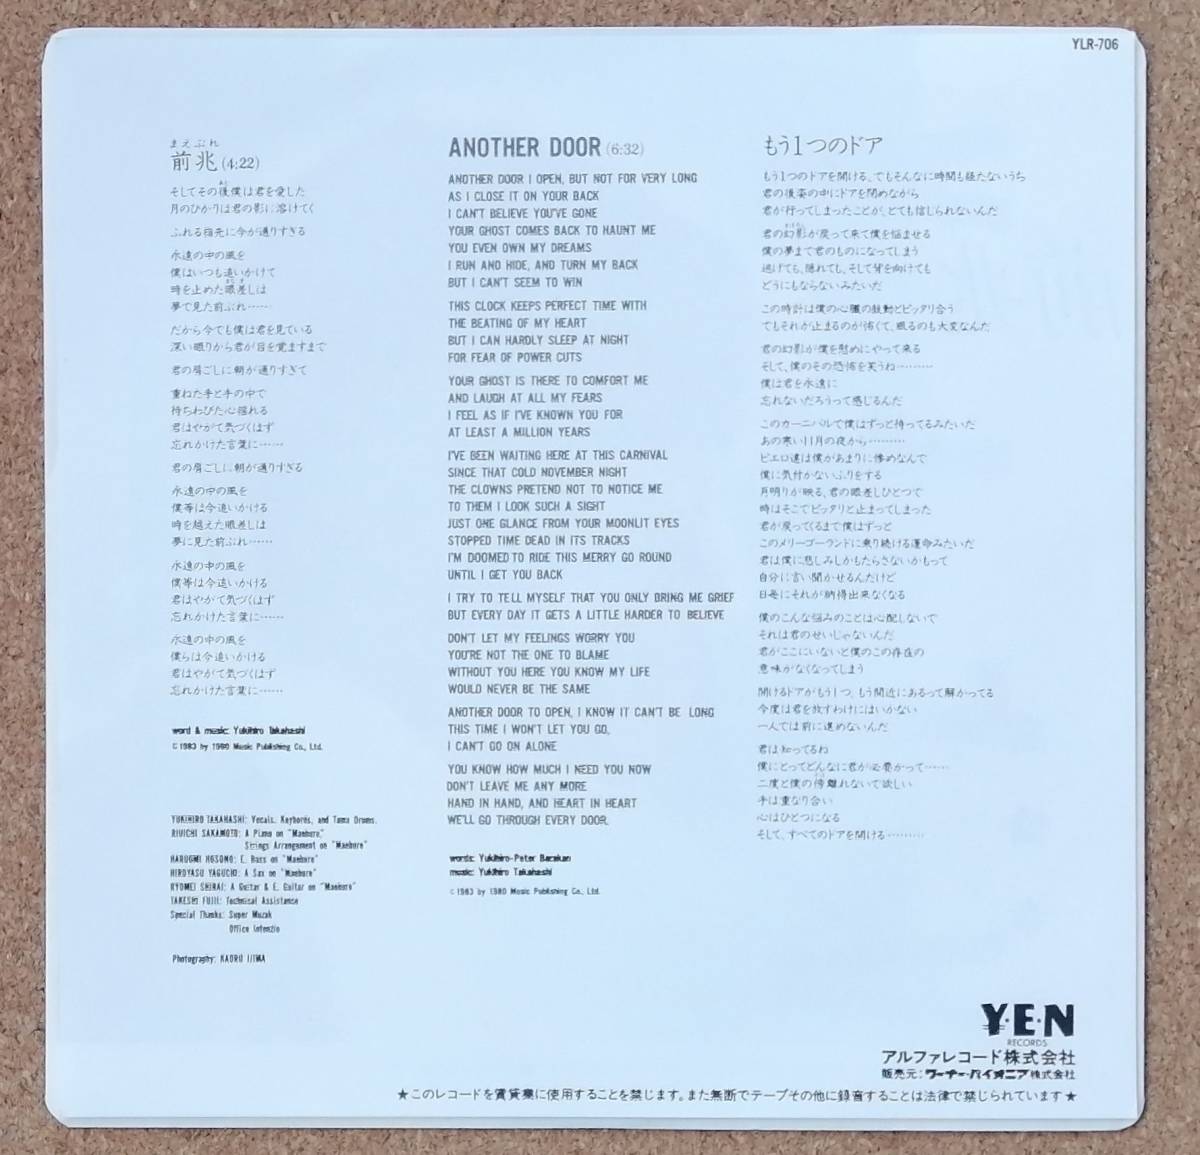 YLR-706
まえぶれ
前兆(4:22)
そしてその後僕は君を愛した
月のひかりは君の影に溶けてく
ふれる指先に今が通りすぎる
永遠の中の風を
僕はいつも追いかけて
時を止めた眼差しは
夢で見た前ぶれ……
だから今でも僕は君を見ている
深い眠りから君が目を覚ますまで
君の肩ごしに朝が通りすぎて
重ねた手と手の中で
待ちわびた心揺れる
君はやがて気づくはず
忘れかけた言葉に……
君の肩ごしに朝が通りすぎる
永遠の中の風を
僕等は今追いかける
時を越えた眼差しは
夢に見た前ぶれ……
永遠の中の風を
僕等は今追いかける
君はやがて気づくはず
忘れかけた言葉に……
永遠の中の風を
僕らは今追いかける
君はやがて気づくはず
忘れかけた言葉に……
word & music: Yukihiro Takahashi
©1983 by 1980 Music Publishing Co., Ltd.
YUKIHIRO TAKAHASHI: Vocals, Keybords, and Tama Drums.
RIUICHI SAKAMOTO: A Piano on "Maebure,"
Strings Arrangement on "Maebure"
HARUOMI HOSONO: E. Bass on "Maebure"
HIROYASU YAGUCHI: A Sax on "Maebure"
RYOMEI SHIRAI: A Guitar & E. Guitar on "Maebure"
TAKESHI FUJII: Technical Assistance
Special Thanks: Super Muzak
Office Intenzio
Photography: KAORU IJIMA
ANOTHER DOOR (6:32)
ANOTHER DOOR I OPEN, BUT NOT FOR VERY LONG
AS I CLOSE IT ON YOUR BACK
I CAN'T BELIEVE YOU'VE GONE
YOUR GHOST COMES BACK TO HAUNT ME
YOU EVEN OWN MY DREAMS
I RUN AND HIDE, AND TURN MY BACK
BUT I CAN'T SEEM TO WIN
THIS CLOCK KEEPS PERFECT TIME WITH
THE BEATING OF MY HEART
BUT I CAN HARDLY SLEEP AT NIGHT
FOR FEAR OF POWER CUTS
YOUR GHOST IS THERE TO COMFORT ME
AND LAUGH AT ALL MY FEARS
I FEEL AS IF I'VE KNOWN YOU FOR
AT LEAST A MILLION YEARS
I'VE BEEN WAITING HERE AT THIS CARNIVAL
SINCE THAT COLD NOVEMBER NIGHT
THE CLOWNS PRETEND NOT TO NOTICE ME
TO THEM I LOOK SUCH A SIGHT
JUST ONE GLANCE FROM YOUR MOONLIT EYES
STOPPED TIME DEAD IN ITS TRACKS
I'M DOOMED TO RIDE THIS MERRY GO ROUND
UNTIL I GET YOU BACK
I TRY TO TELL MYSELF THAT YOU ONLY BRING ME GRIEF
BUT EVERY DAY IT GETS A LITTLE HARDER TO BELIEVE
DON'T LET MY FEELINGS WORRY YOU
YOU'RE NOT THE ONE TO BLAME
WITHOUT YOU HERE YOU KNOW MY LIFE
WOULD NEVER BE THE SAME
ANOTHER DOOR TO OPEN, I KNOW IT CAN'T BE LONG
THIS TIME I WON'T LET YOU GO,
I CAN'T GO ON ALONE
YOU KNOW HOW MUCH I NEED YOU NOW
DON'T LEAVE ME ANY MORE
HAND IN HAND, AND HEART IN HEART
WE'LL GO THROUGH EVERY DOOR.
words: Yukihiro-Peter Barakan
music: Yukihiro Takahashi
©1983 by 1980 Music Publishing Co., Ltd.
もう1つのドア
もう1つのドアを開ける、でもそんなに時間も経たないうち
君の後姿の中にドアを閉めながら
君が行ってしまったことが、とても信じられないんだ
君の幻影が戻って来て僕を悩ませる
僕の夢まで君のものになってしまう
逃げても、隠れても、そして背を向けても
どうにもならないみたいだ
この時計は僕の心臓の鼓動とピッタリ合う
でもそれが止まるのが怖くて、眠るのも大変なんだ
君の幻影が僕を慰めにやって来る
そして、僕のその恐怖を笑うね………
僕は君を永遠に
忘れないだろうって感じるんだ
このカーニバルで僕はずっと待ってるみたいだ
あの寒い11月の夜から………
ピエロ達は僕があまりに惨めなんで
僕に気付かないふりをする
月明りが映る、君の眼差しひとつで
時はそこでピッタリと止まってしまった
君が戻ってくるまで僕はずっと
このメリーゴーランドに乗り続ける運命みたいだ
君は僕に悲しみしかもたらさないかもって
自分に言い聞かせるんだけど
日毎にそれが納得出来なくなる
僕のこんな悩みのことは心配しないで
それは君のせいじゃないんだ
君がここにいないと僕のこの存在の
意味がなくなってしまう
開けるドアがもう1つ、もう間近にあるって解かってる
今度は君を放すわけにはいかない
一人では前に進めないんだ
君は知ってるね
僕にとってどんなに君が必要かって……
二度と僕の傍離れないで欲しい
手は重なり合い
心はひとつになる
そして、すべてのドアを開ける………
Y·E·N
RECORDS
アルファレコード株式会社
販売元：ワーナー・パイオニア株式会社
★このレコードを賃貸業に使用することを禁じます。また無断でテープその他に録音することは法律で禁じられています★